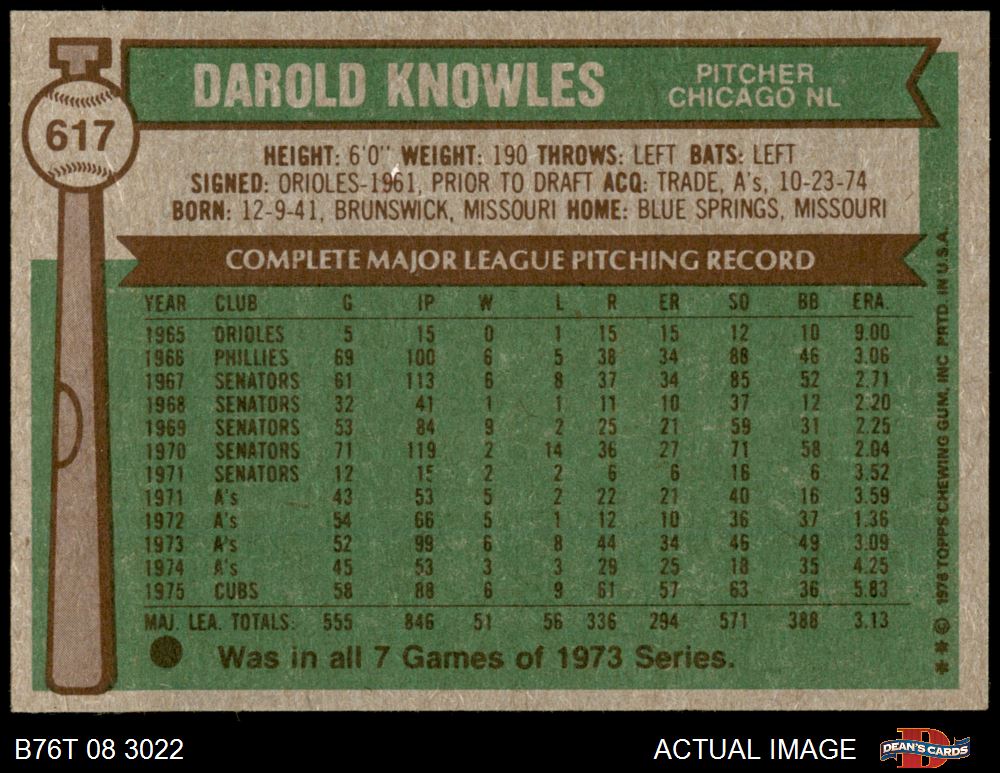 617
DAROLD KNOWLES
PITCHER
CHICAGO NL
HEIGHT: 6'0" WEIGHT: 190 THROWS: LEFT BATS: LEFT
SIGNED: ORIOLES-1961, PRIOR TO DRAFT ACQ: TRADE, A's, 10-23-74
BORN: 12-9-41, BRUNSWICK, MISSOURI HOME: BLUE SPRINGS, MISSOURI
COMPLETE MAJOR LEAGUE PITCHING RECORD
YEAR CLUB G IP W L R ER SO BB ERA
1965 ORIOLES 5 15 0 1 15 15 12 10 9.00
1966 PHILLIES 69 100 6 5 38 34 88 46 3.06
1967 SENATORS 61 113 6 8 37 34 85 52 2.71
1968 SENATORS 32 41 1 1 11 10 37 12 2.20
1969 SENATORS 53 84 9 2 25 21 59 31 2.25
1970 SENATORS 71 119 2 14 36 27 71 58 2.04
1971 SENATORS 12 15 2 2 6 6 16 6 3.52
1971 A's 43 53 5 2 22 21 40 16 3.59
1972 A's 54 66 5 1 12 10 36 37 1.36
1973 A's 52 99 6 8 44 34 46 49 3.09
1974 A's 45 53 3 3 29 25 18 35 4.25
1975 CUBS 58 88 6 9 61 57 63 36 5.83
MAJ. LEA. TOTALS. 555 846 51 56 336 294 571 388 3.13
Was in all 7 Games of 1973 Series.
***© 1976 TOPPS CHEWING GUM, INC PRTD. IN U.S.A.
B76T 08 3022
ACTUAL IMAGE
DEAN'S CARDS